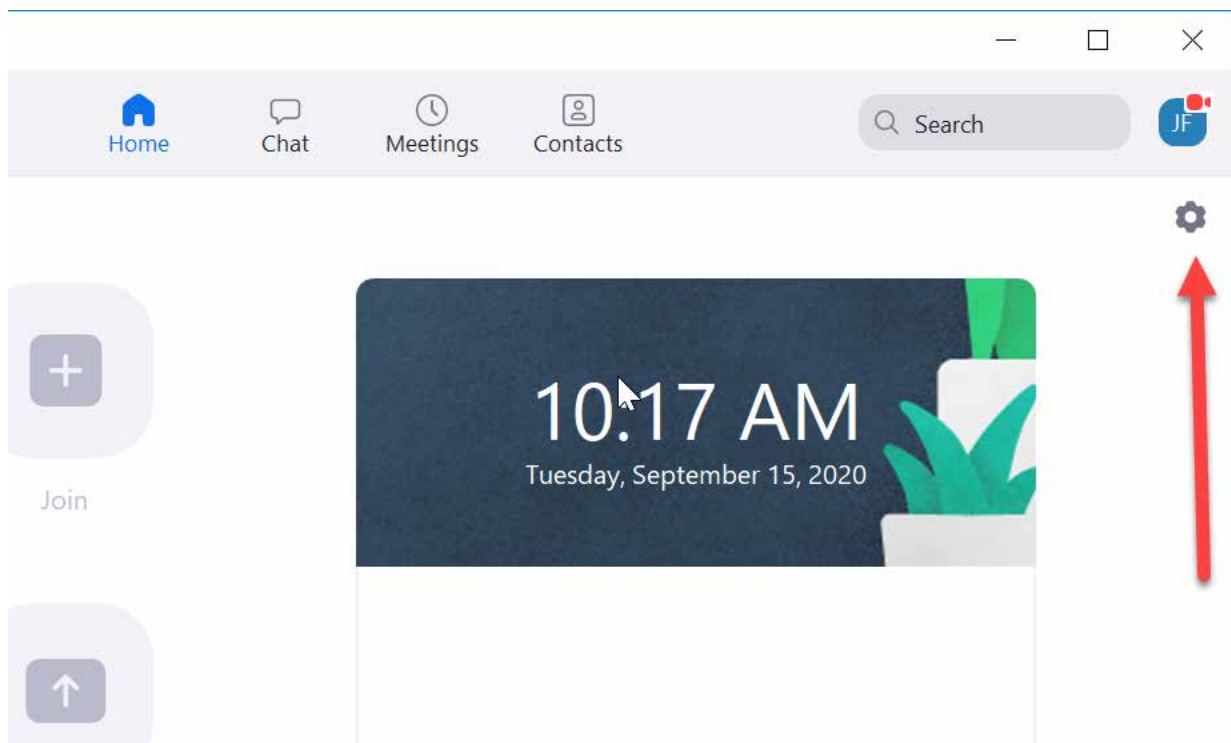 Home Chat Meetings Contacts Search JF
10:17 AM
Tuesday, September 15, 2020
Join